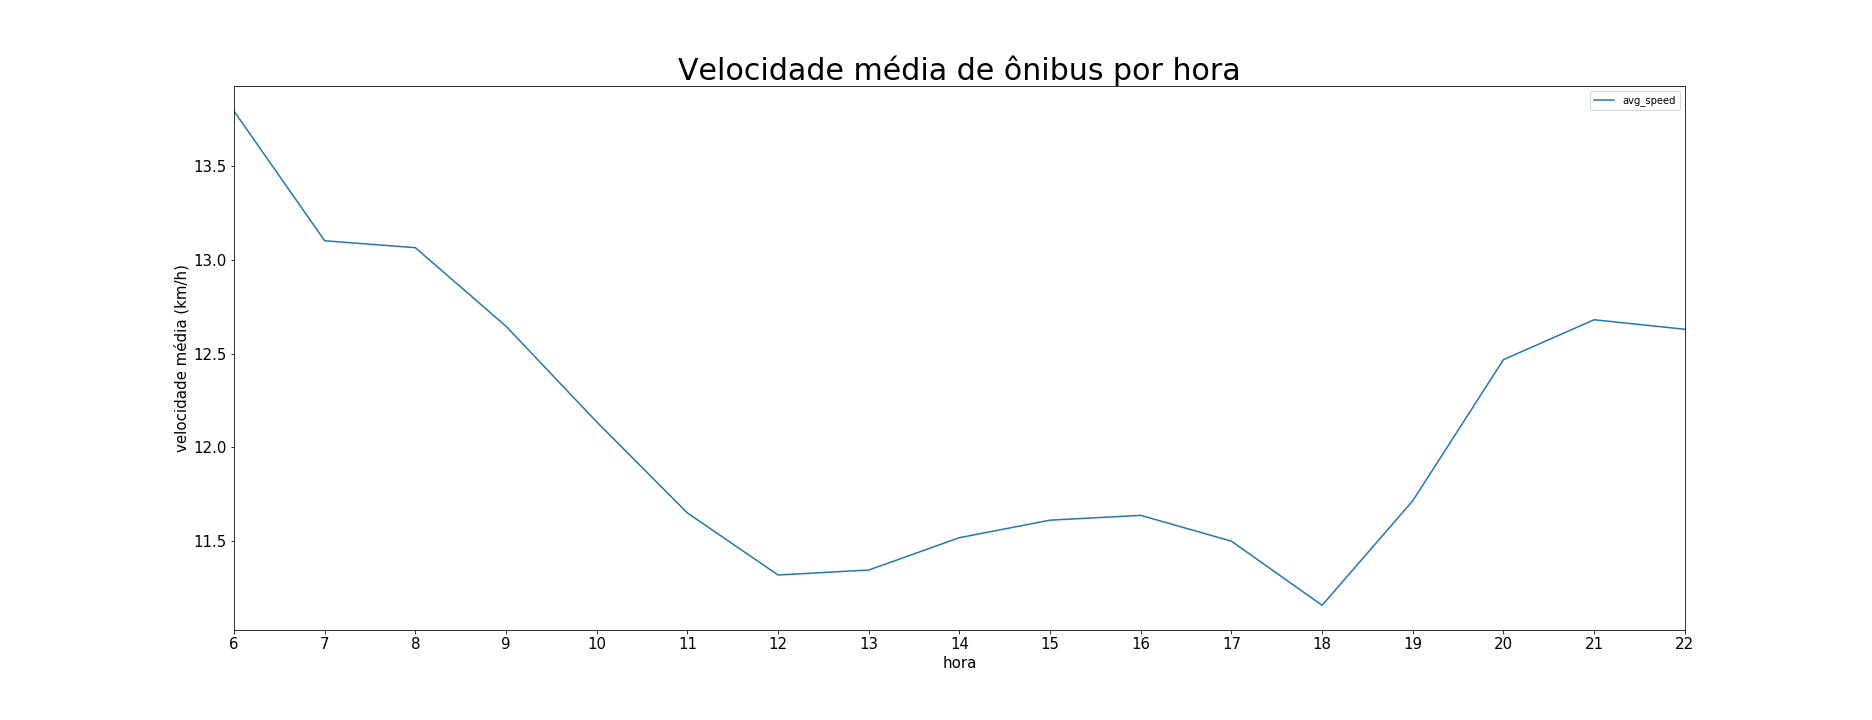 Velocidade média de ônibus por hora
avg_speed
velocidade média (km/h)
13.5
13.0
12.5
12.0
11.5
6 7 8 9 10 11 12 13 14 15 16 17 18 19 20 21 22
hora